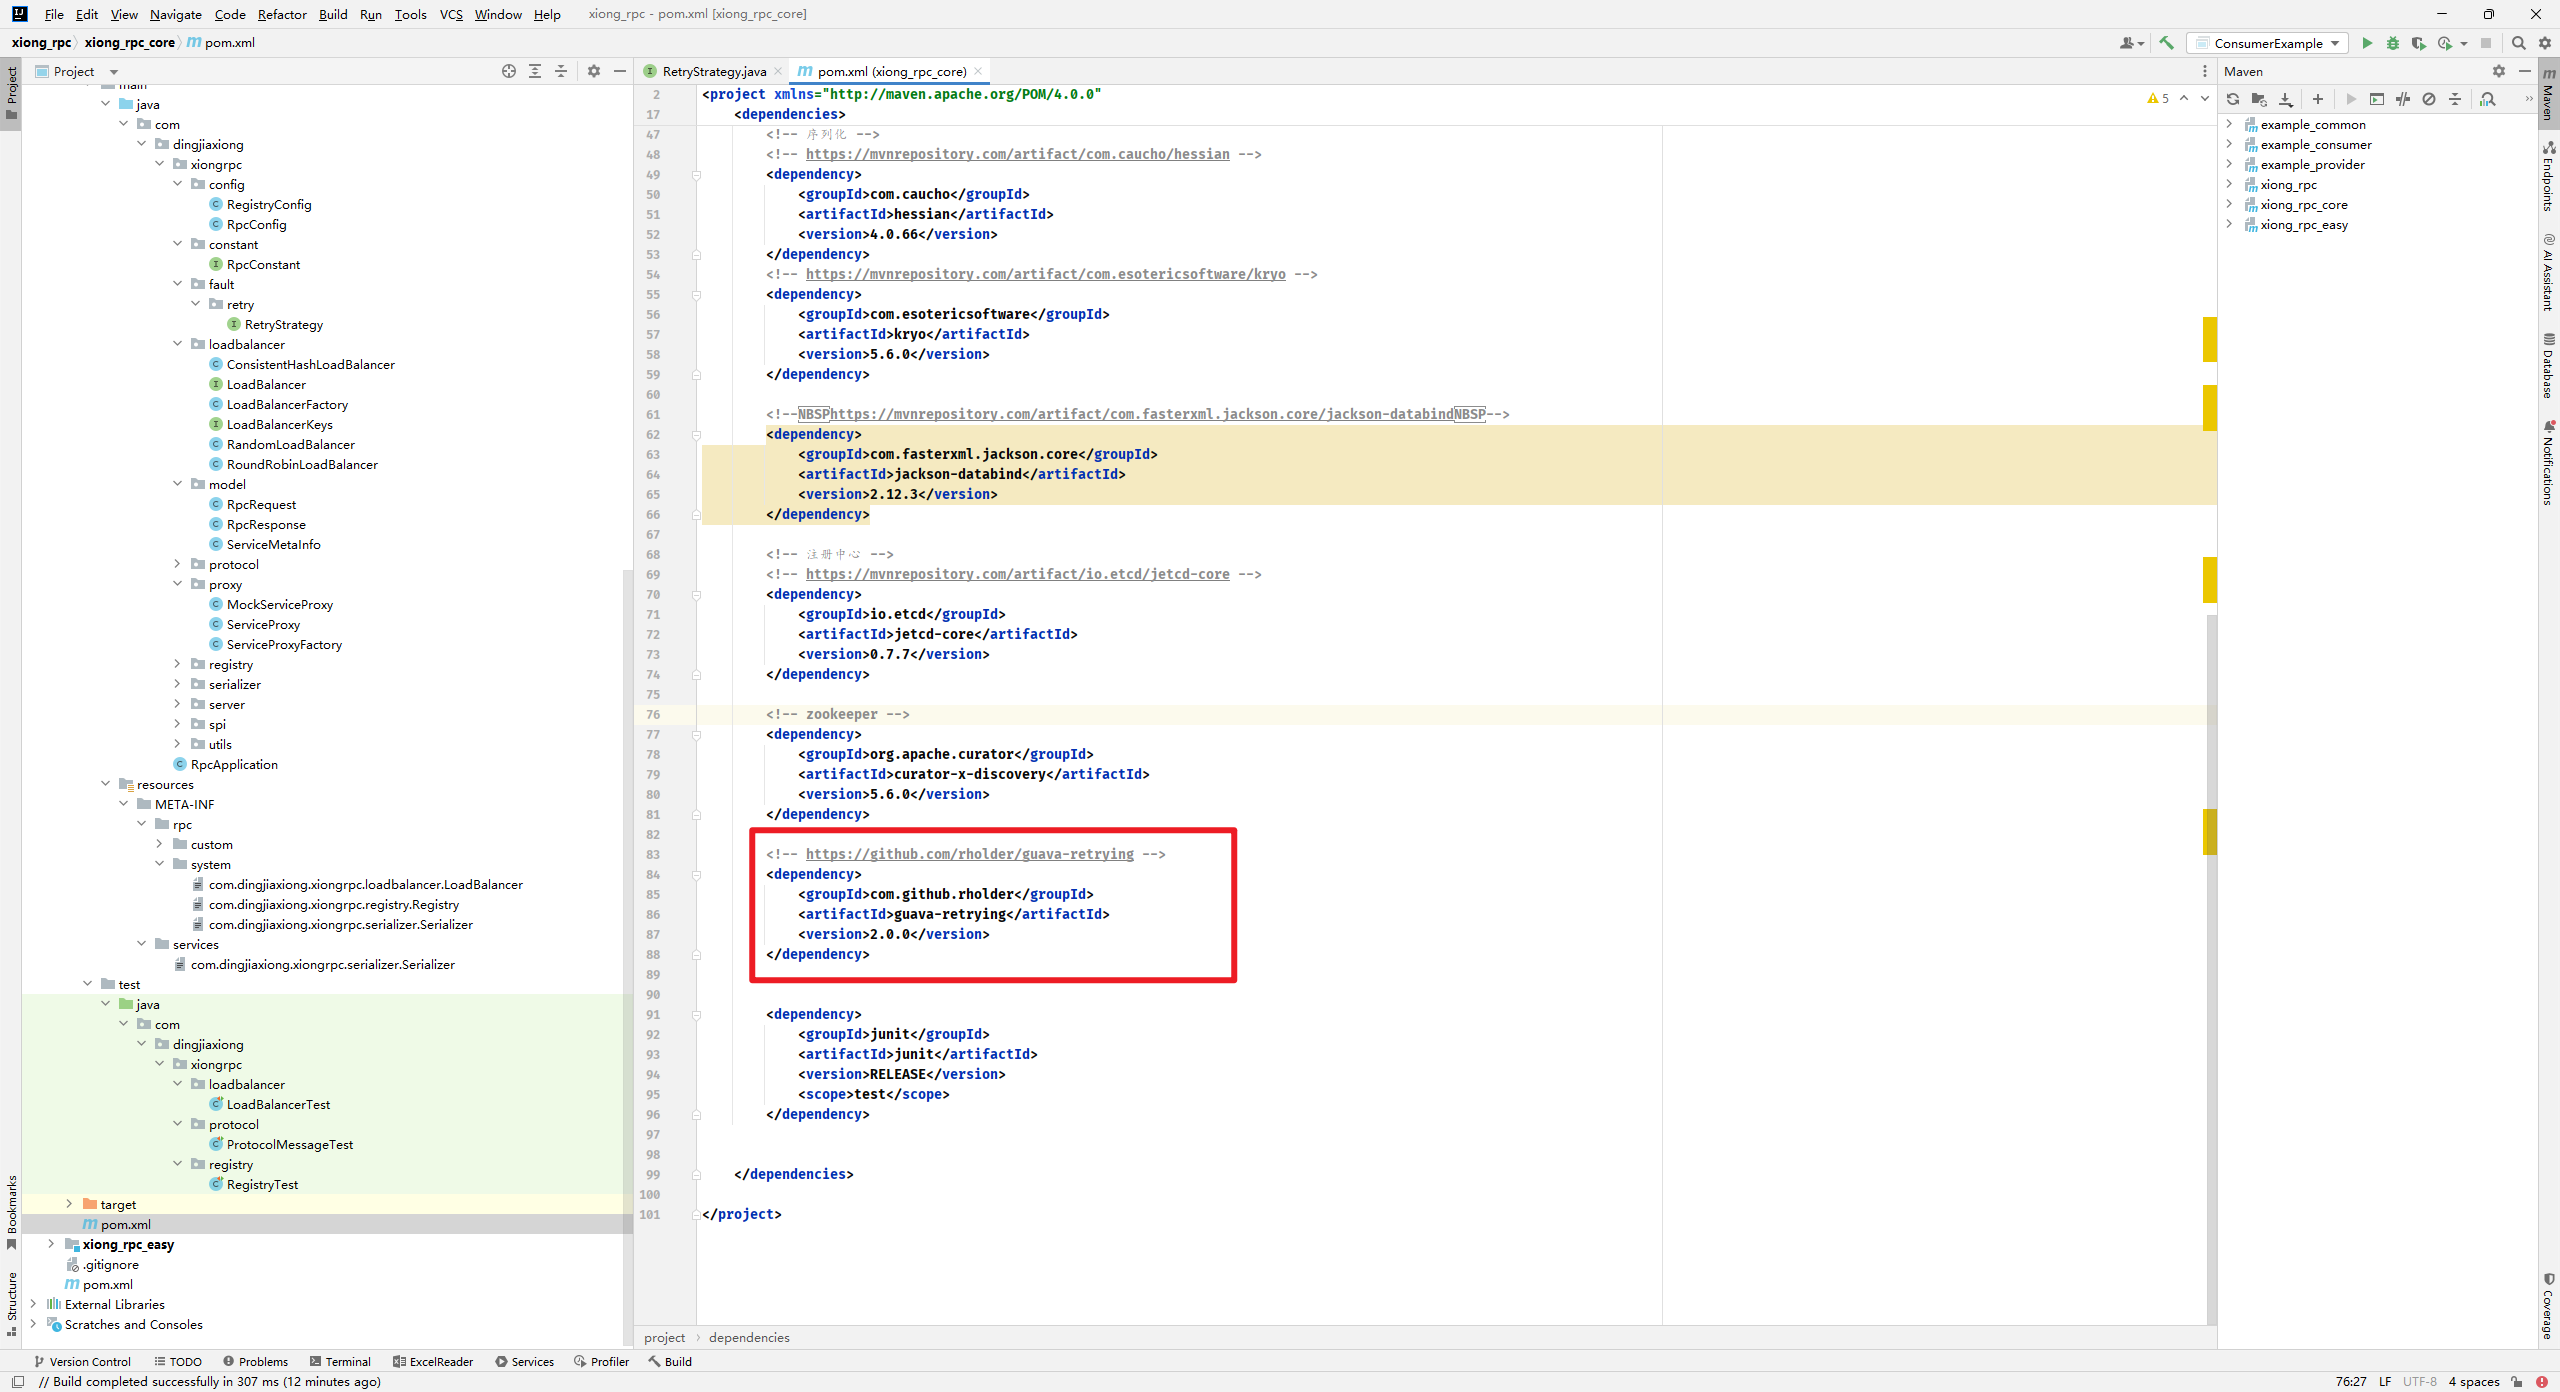 File Edit View Navigate Code Refactor Build Run Tools VCS Window Help xiong_rpc - pom.xml [xiong_rpc_core]
xiong_rpc xiong_rpc_core pom.xml
ConsumerExample
Project
main
java
com
dingjiaxiong
xiongrpc
config
RegistryConfig
RpcConfig
constant
RpcConstant
fault
retry
RetryStrategy
loadbalancer
ConsistentHashLoadBalancer
LoadBalancer
LoadBalancerFactory
LoadBalancerKeys
RandomLoadBalancer
RoundRobinLoadBalancer
model
RpcRequest
RpcResponse
ServiceMetaInfo
protocol
proxy
MockServiceProxy
ServiceProxy
ServiceProxyFactory
registry
serializer
server
spi
utils
RpcApplication
resources
META-INF
rpc
custom
system
com.dingjiaxiong.xiongrpc.loadbalancer.LoadBalancer
com.dingjiaxiong.xiongrpc.registry.Registry
com.dingjiaxiong.xiongrpc.serializer.Serializer
services
com.dingjiaxiong.xiongrpc.serializer.Serializer
test
java
com
dingjiaxiong
xiongrpc
loadbalancer
LoadBalancerTest
protocol
ProtocolMessageTest
registry
RegistryTest
target
pom.xml
xiong_rpc_easy
.gitignore
pom.xml
External Libraries
Scratches and Consoles
RetryStrategy.java pom.xml (xiong_rpc_core)
5
2 <project xmlns="http://maven.apache.org/POM/4.0.0"
17 <dependencies>
47 <!-- 序列化 -->
48 <!-- https://mvnrepository.com/artifact/com.caucho/hessian -->
49 <dependency>
50 <groupId>com.caucho</groupId>
51 <artifactId>hessian</artifactId>
52 <version>4.0.66</version>
53 </dependency>
54 <!-- https://mvnrepository.com/artifact/com.esotericsoftware/kryo -->
55 <dependency>
56 <groupId>com.esotericsoftware</groupId>
57 <artifactId>kryo</artifactId>
58 <version>5.6.0</version>
59 </dependency>
60
61 <!--NBSPhttps://mvnrepository.com/artifact/com.fasterxml.jackson.core/jackson-databindNBSP-->
62 <dependency>
63 <groupId>com.fasterxml.jackson.core</groupId>
64 <artifactId>jackson-databind</artifactId>
65 <version>2.12.3</version>
66 </dependency>
67
68 <!-- 注册中心 -->
69 <!-- https://mvnrepository.com/artifact/io.etcd/jetcd-core -->
70 <dependency>
71 <groupId>io.etcd</groupId>
72 <artifactId>jetcd-core</artifactId>
73 <version>0.7.7</version>
74 </dependency>
75
76 <!-- zookeeper -->
77 <dependency>
78 <groupId>org.apache.curator</groupId>
79 <artifactId>curator-x-discovery</artifactId>
80 <version>5.6.0</version>
81 </dependency>
82
83 <!-- https://github.com/rholder/guava-retrying -->
84 <dependency>
85 <groupId>com.github.rholder</groupId>
86 <artifactId>guava-retrying</artifactId>
87 <version>2.0.0</version>
88 </dependency>
89
90
91 <dependency>
92 <groupId>junit</groupId>
93 <artifactId>junit</artifactId>
94 <version>RELEASE</version>
95 <scope>test</scope>
96 </dependency>
97
98
99 </dependencies>
100
101 </project>
project dependencies
Maven
example_common
example_consumer
example_provider
xiong_rpc
xiong_rpc_core
xiong_rpc_easy
Project
Bookmarks
Structure
Maven
Endpoints
AI Assistant
Database
Notifications
Coverage
Version Control TODO Problems Terminal ExcelReader Services Profiler Build
// Build completed successfully in 307 ms (12 minutes ago) 76:27 LF UTF-8 4 spaces